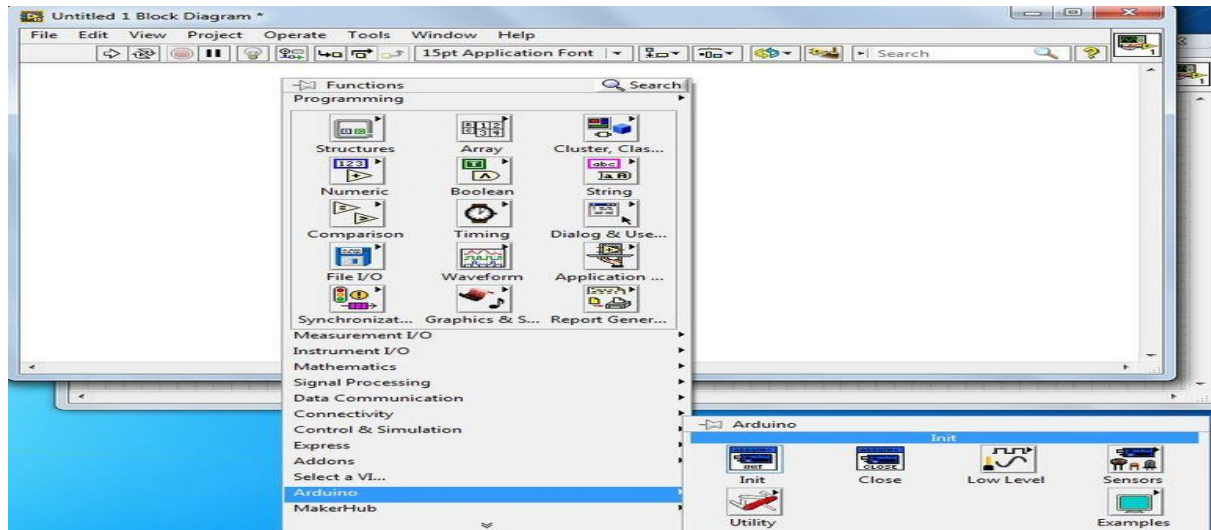 Untitled 1 Block Diagram *
File Edit View Project Operate Tools Window Help
15pt Application Font Search
Functions Search
Programming
Structures Array Cluster, Clas...
Numeric Boolean String
Comparison Timing Dialog & Use...
File I/O Waveform Application ...
Synchronizat... Graphics & S... Report Gener...
Measurement I/O
Instrument I/O
Mathematics
Signal Processing
Data Communication
Connectivity
Control & Simulation
Express
Addons
Select a VI...
Arduino
MakerHub
Arduino
Init
Init Close Low Level Sensors
Utility Examples